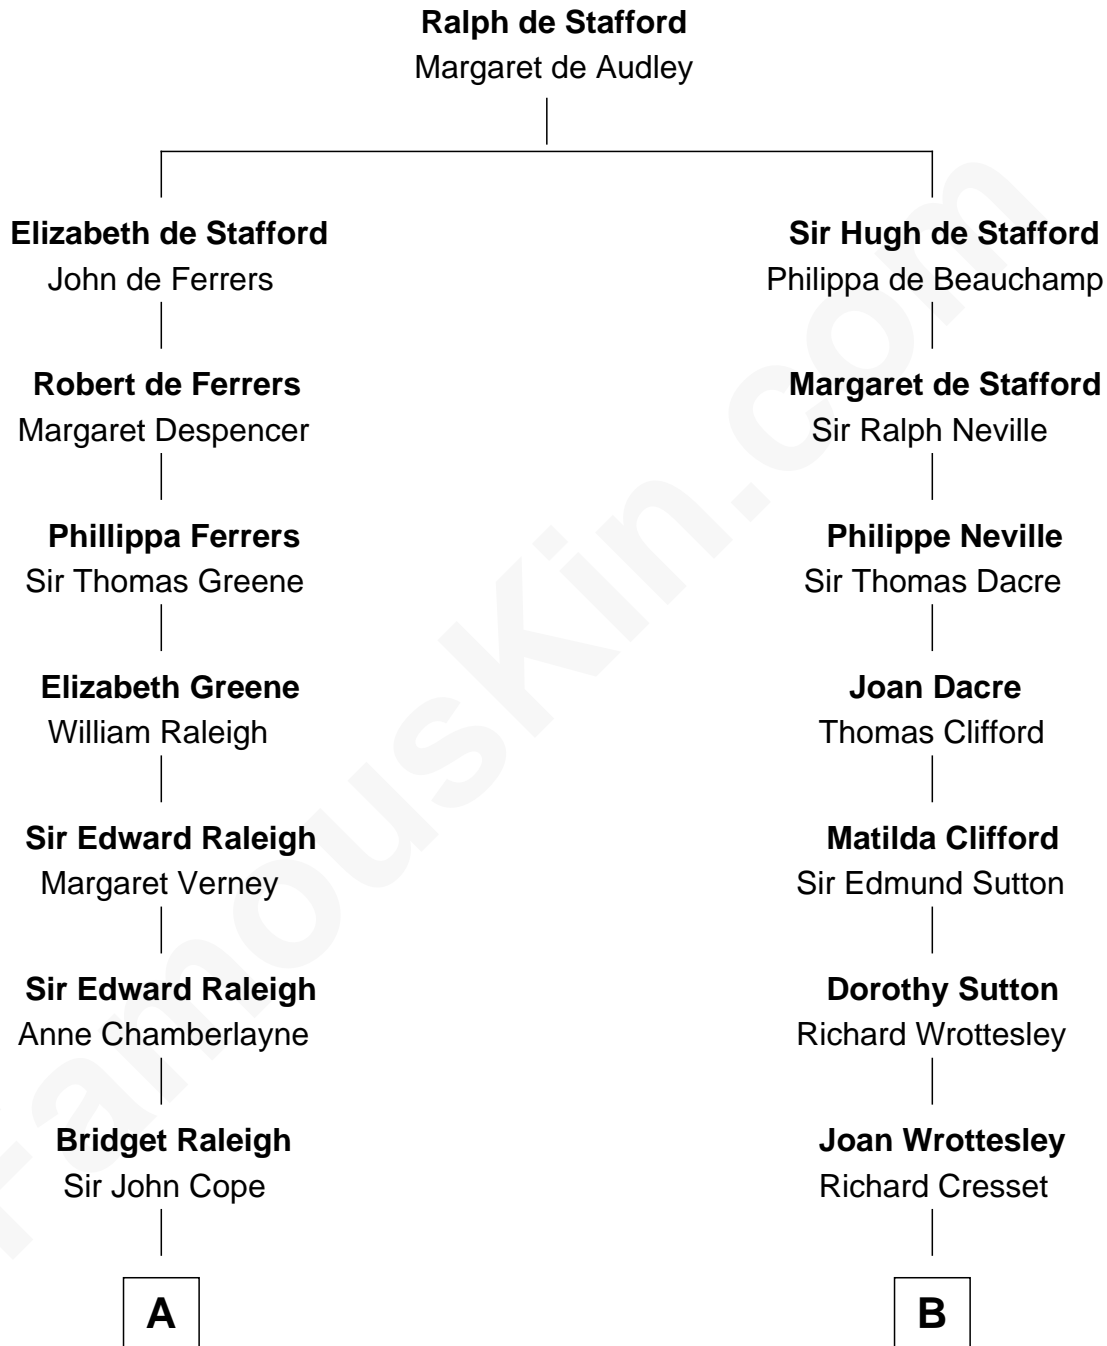 Ralph de Stafford
Margaret de Audley
Elizabeth de Stafford
John de Ferrers
Sir Hugh de Stafford
Philippa de Beauchamp
Robert de Ferrers
Margaret Despencer
Margaret de Stafford
Sir Ralph Neville
Phillippa Ferrers
Sir Thomas Greene
Philippe Neville
Sir Thomas Dacre
Elizabeth Greene
William Raleigh
Joan Dacre
Thomas Clifford
Sir Edward Raleigh
Margaret Verney
Matilda Clifford
Sir Edmund Sutton
Sir Edward Raleigh
Anne Chamberlayne
Dorothy Sutton
Richard Wrottesley
Bridget Raleigh
Sir John Cope
Joan Wrottesley
Richard Cresset
A
B
FamousKin.com